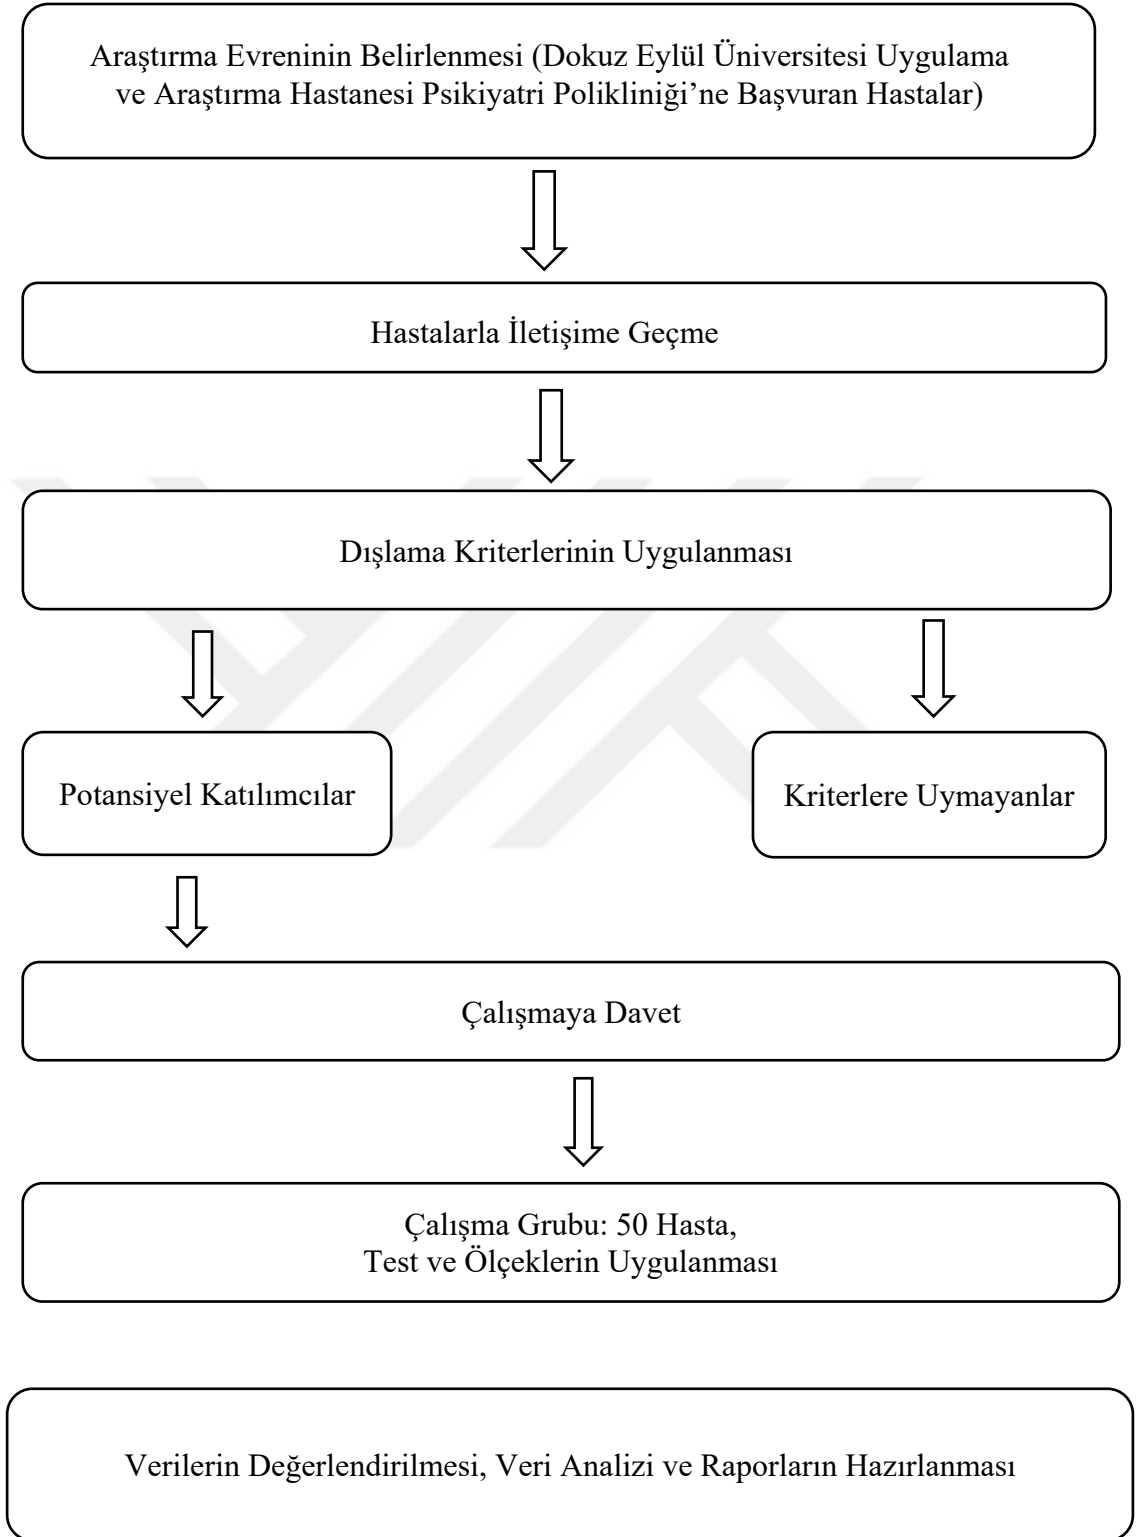 Araştırma Evreninin Belirlenmesi (Dokuz Eylül Üniversitesi Uygulama
ve Araştırma Hastanesi Psikiyatri Polikliniği’ne Başvuran Hastalar)
Hastalarla İletişime Geçme
Dışlama Kriterlerinin Uygulanması
Potansiyel Katılımcılar
Kriterlere Uymayanlar
Çalışmaya Davet
Çalışma Grubu: 50 Hasta,
Test ve Ölçeklerin Uygulanması
Verilerin Değerlendirilmesi, Veri Analizi ve Raporların Hazırlanması